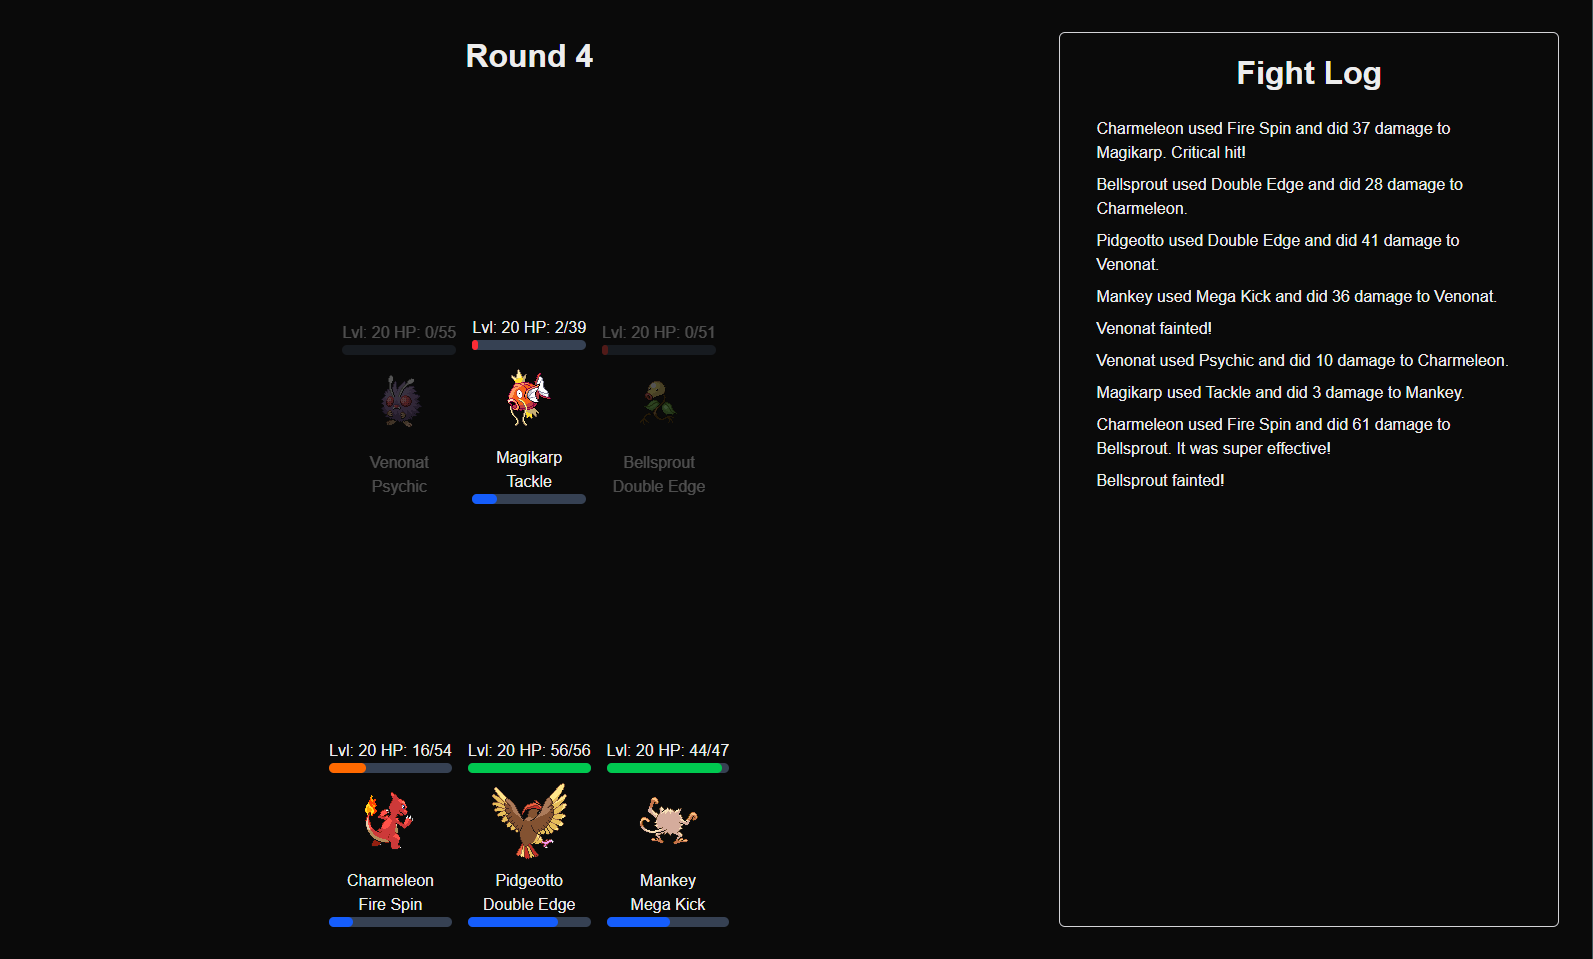 Round 4
Lvl: 20 HP: 0/55
Lvl: 20 HP: 2/39
Lvl: 20 HP: 0/51
Venonat
Psychic
Magikarp
Tackle
Bellsprout
Double Edge
Lvl: 20 HP: 16/54
Lvl: 20 HP: 56/56
Lvl: 20 HP: 44/47
Charmeleon
Fire Spin
Pidgeotto
Double Edge
Mankey
Mega Kick
Fight Log
Charmeleon used Fire Spin and did 37 damage to
Magikarp. Critical hit!
Bellsprout used Double Edge and did 28 damage to
Charmeleon.
Pidgeotto used Double Edge and did 41 damage to
Venonat.
Mankey used Mega Kick and did 36 damage to Venonat.
Venonat fainted!
Venonat used Psychic and did 10 damage to Charmeleon.
Magikarp used Tackle and did 3 damage to Mankey.
Charmeleon used Fire Spin and did 61 damage to
Bellsprout. It was super effective!
Bellsprout fainted!